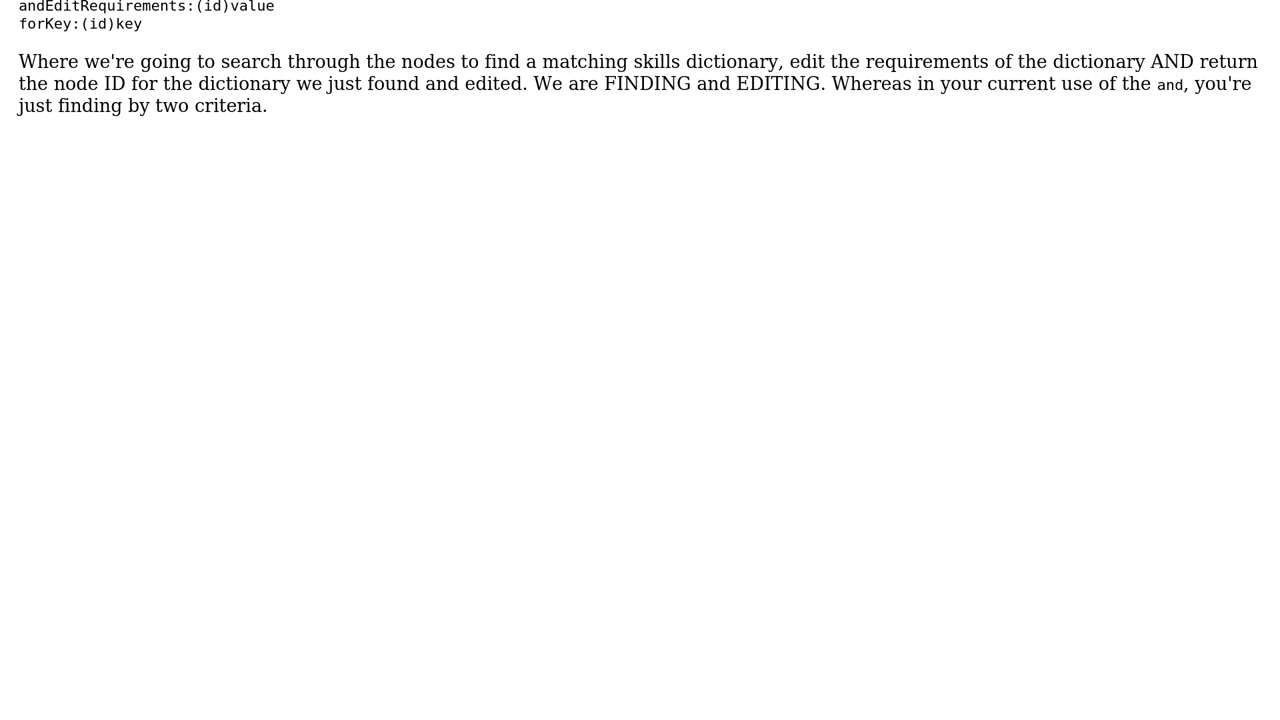 andEditRequirements:(id)value
forKey:(id)key
Where we're going to search through the nodes to find a matching skills dictionary, edit the requirements of the dictionary AND return
the node ID for the dictionary we just found and edited. We are FINDING and EDITING. Whereas in your current use of the and, you're
just finding by two criteria.